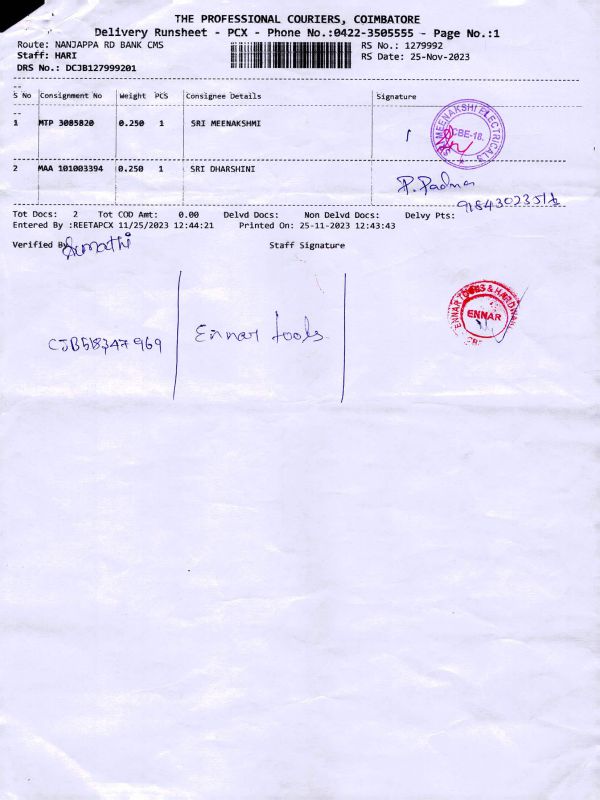 THE PROFESSIONAL COURIERS, COIMBATORE
Delivery Runsheet - PCX - Phone No.:0422-3505555 - Page No.:1
Route: NANJAPPA RD BANK CMS RS No.: 1279992
Staff: HARI RS Date: 25-Nov-2023
DRS No.: DCJB127999201
S No Consignment No Weight PCS Consignee Details Signature
1 MTP 3085820 0.250 1 SRI MEENAKSHMI
MEENAKSHI ELECTRICALS
CBE-18.
2 MAA 101003394 0.250 1 SRI DHARSHINI
P. Padma
Tot Docs: 2 Tot COD Amt: 0.00 Delvd Docs: Non Delvd Docs: Delvy Pts:
Entered By :REETAPCX 11/25/2023 12:44:21 Printed On: 25-11-2023 12:43:43
Verified By Sumathi Staff Signature
ENNAR TOOLS & HARDWARE
ENNAR
CJB518347969 Ennar tools